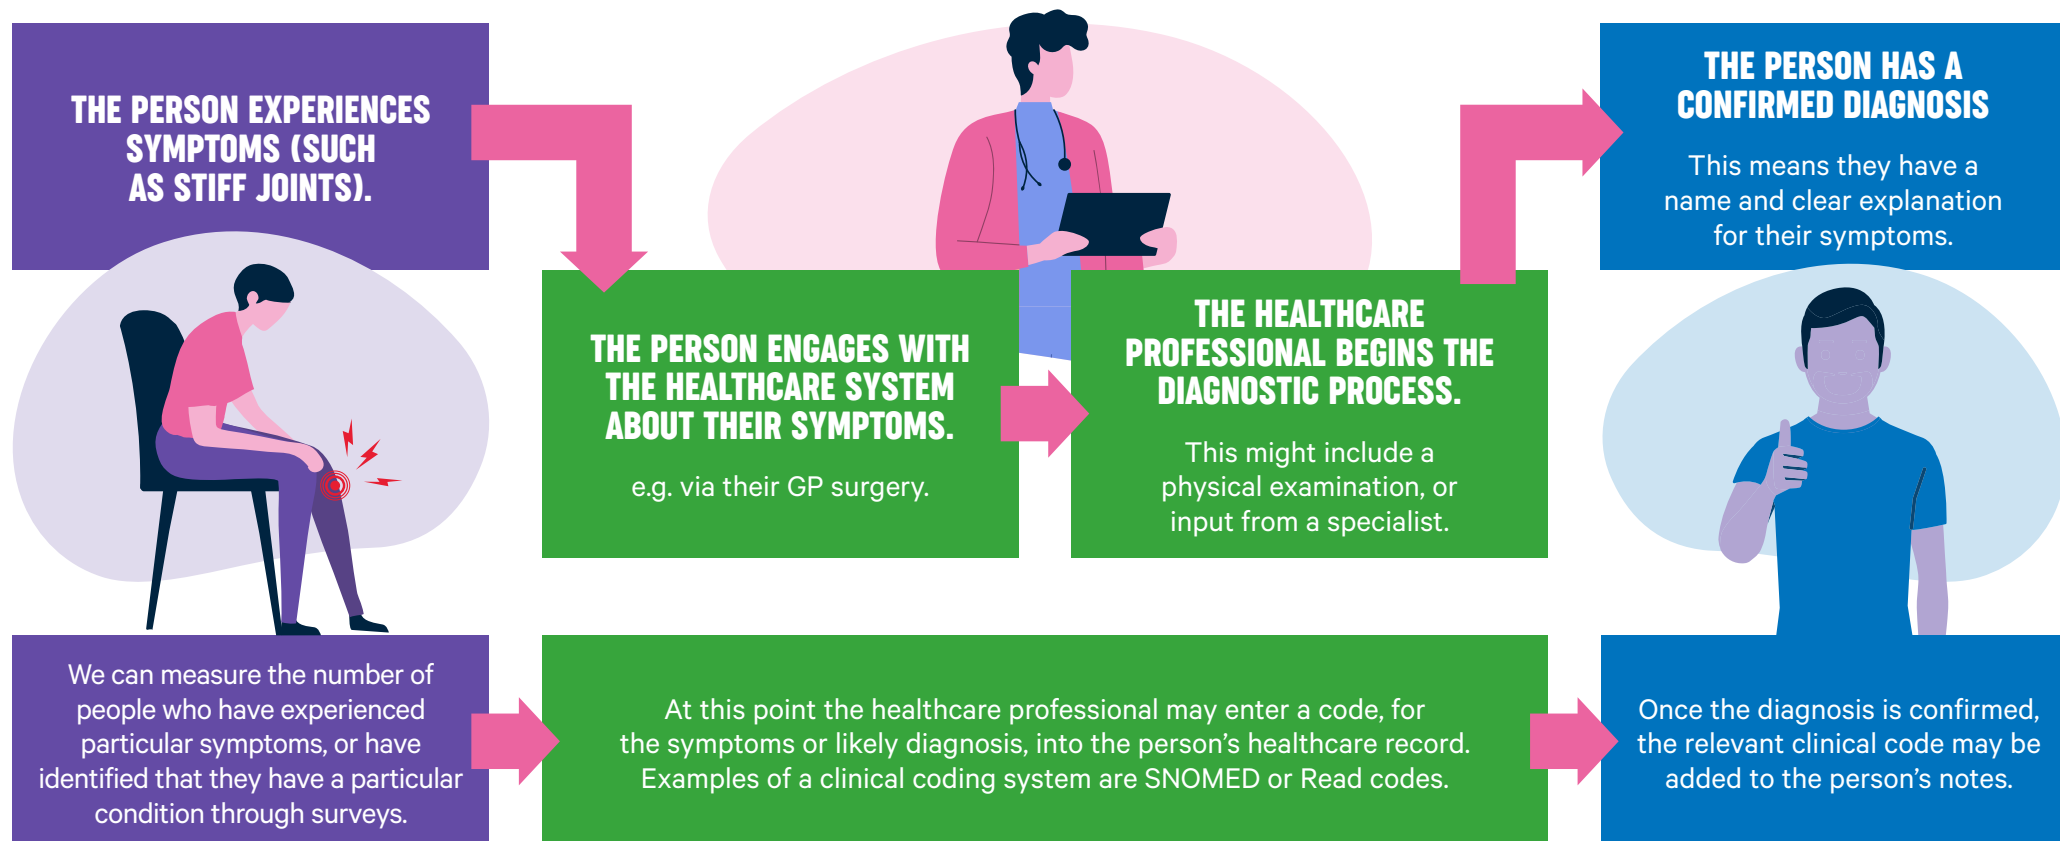 THE PERSON EXPERIENCES
SYMPTOMS (SUCH
AS STIFF JOINTS).
THE PERSON ENGAGES WITH
THE HEALTHCARE SYSTEM
ABOUT THEIR SYMPTOMS.
e.g. via their GP surgery.
THE HEALTHCARE
PROFESSIONAL BEGINS THE
DIAGNOSTIC PROCESS.
This might include a
physical examination, or
input from a specialist.
THE PERSON HAS A
CONFIRMED DIAGNOSIS
This means they have a
name and clear explanation
for their symptoms.
We can measure the number of
people who have experienced
particular symptoms, or have
identified that they have a particular
condition through surveys.
At this point the healthcare professional may enter a code, for
the symptoms or likely diagnosis, into the person’s healthcare record.
Examples of a clinical coding system are SNOMED or Read codes.
Once the diagnosis is confirmed,
the relevant clinical code may be
added to the person’s notes.